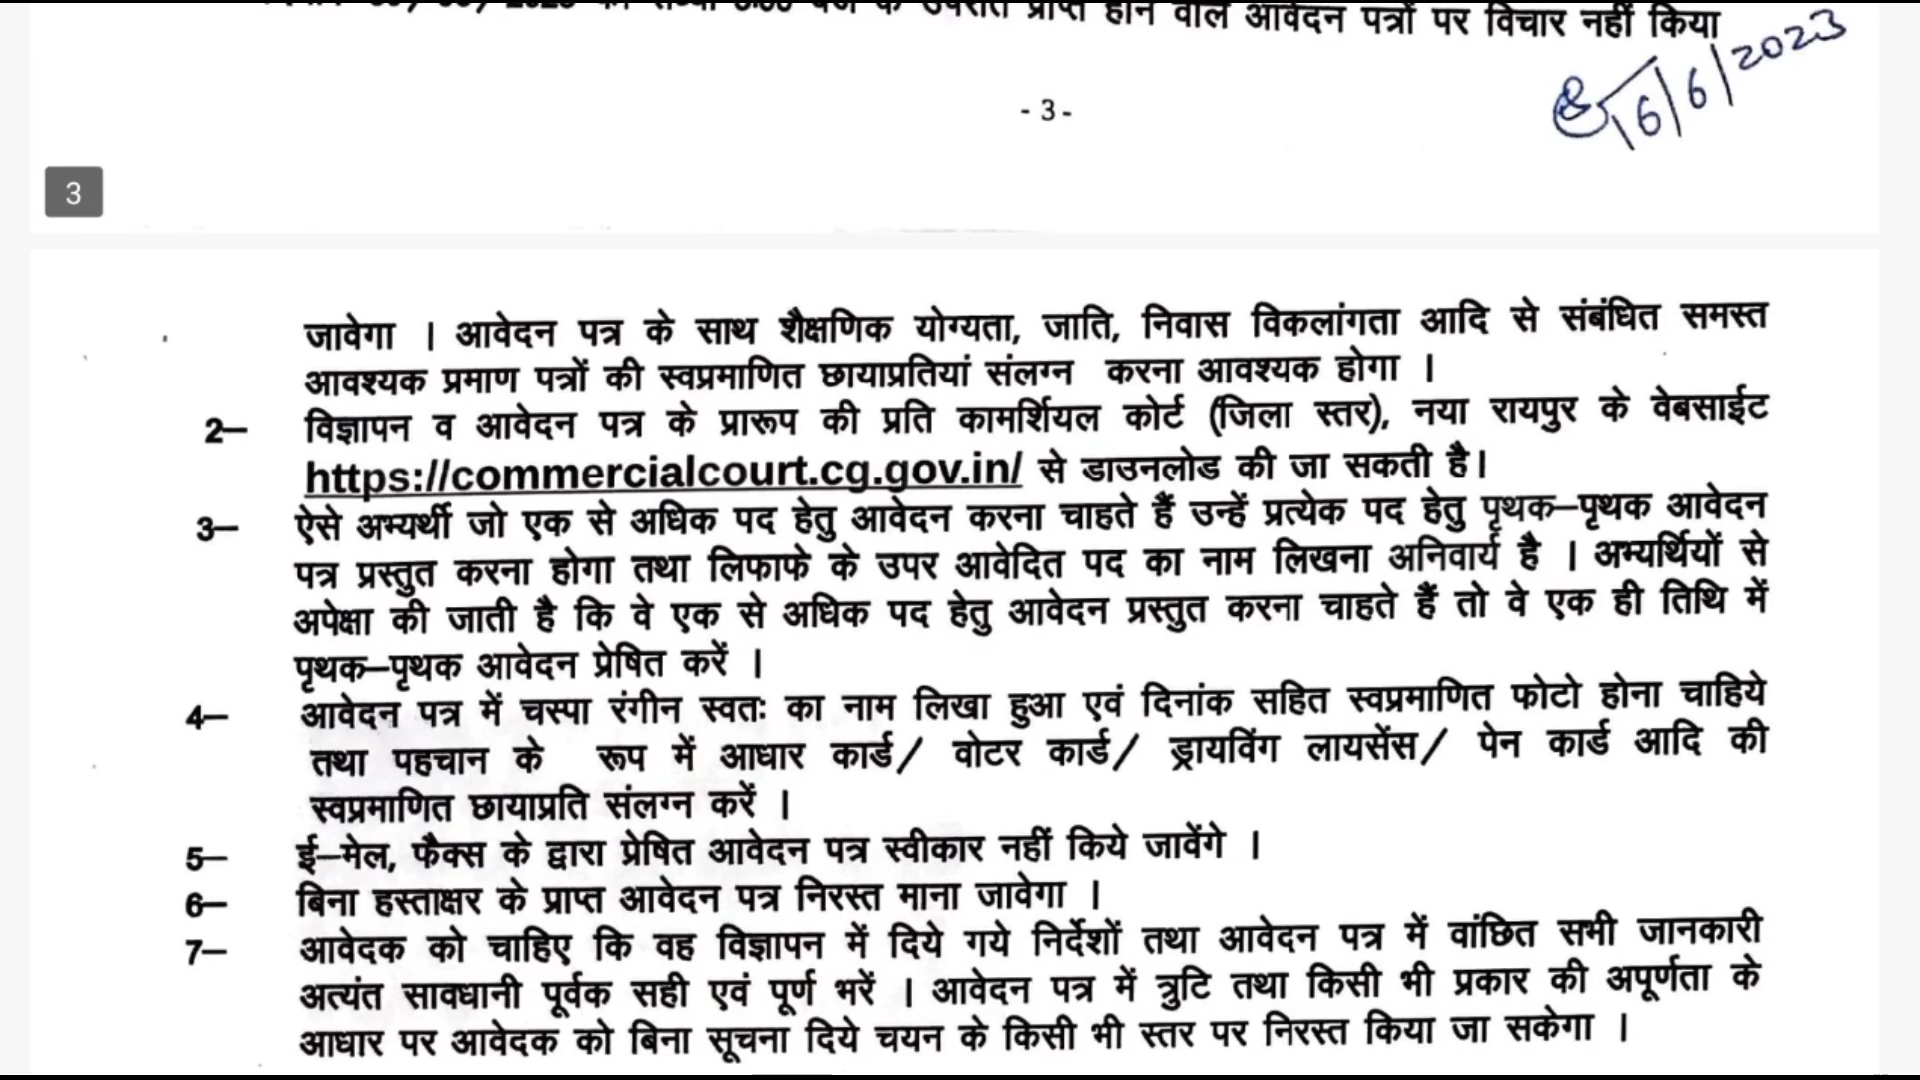 के उपरांत प्राप्त होने वाले आवेदन पत्रों पर विचार नहीं किया
16/6/2023
- 3 -
3
जावेगा । आवेदन पत्र के साथ शैक्षणिक योग्यता, जाति, निवास विकलांगता आदि से संबंधित समस्त
आवश्यक प्रमाण पत्रों की स्वप्रमाणित छायाप्रतियां संलग्न करना आवश्यक होगा ।
2– विज्ञापन व आवेदन पत्र के प्रारूप की प्रति कामर्शियल कोर्ट (जिला स्तर), नया रायपुर के वेबसाईट
https://commercialcourt.cg.gov.in/ से डाउनलोड की जा सकती है।
3– ऐसे अभ्यर्थी जो एक से अधिक पद हेतु आवेदन करना चाहते हैं उन्हें प्रत्येक पद हेतु पृथक–पृथक आवेदन
पत्र प्रस्तुत करना होगा तथा लिफाफे के उपर आवेदित पद का नाम लिखना अनिवार्य है । अभ्यर्थियों से
अपेक्षा की जाती है कि वे एक से अधिक पद हेतु आवेदन प्रस्तुत करना चाहते हैं तो वे एक ही तिथि में
पृथक–पृथक आवेदन प्रेषित करें ।
4– आवेदन पत्र में चस्पा रंगीन स्वतः का नाम लिखा हुआ एवं दिनांक सहित स्वप्रमाणित फोटो होना चाहिये
तथा पहचान के रूप में आधार कार्ड/ वोटर कार्ड/ ड्रायविंग लायसेंस/ पेन कार्ड आदि की
स्वप्रमाणित छायाप्रति संलग्न करें ।
5– ई–मेल, फैक्स के द्वारा प्रेषित आवेदन पत्र स्वीकार नहीं किये जावेंगे ।
6– बिना हस्ताक्षर के प्राप्त आवेदन पत्र निरस्त माना जावेगा ।
7– आवेदक को चाहिए कि वह विज्ञापन में दिये गये निर्देशों तथा आवेदन पत्र में वांछित सभी जानकारी
अत्यंत सावधानी पूर्वक सही एवं पूर्ण भरें । आवेदन पत्र में त्रुटि तथा किसी भी प्रकार की अपूर्णता के
आधार पर आवेदक को बिना सूचना दिये चयन के किसी भी स्तर पर निरस्त किया जा सकेगा ।